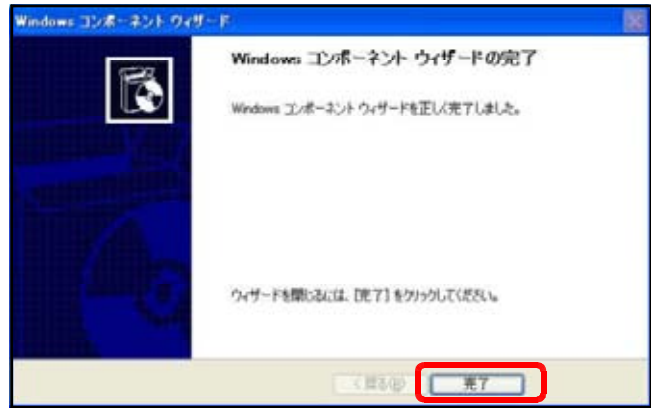 Windows コンポーネント ウィザード
Windows コンポーネント ウィザードの完了
Windows コンポーネント ウィザードを正しく完了しました。
ウィザードを閉じるには、[完了] をクリックしてください。
< 戻る(B)
完了